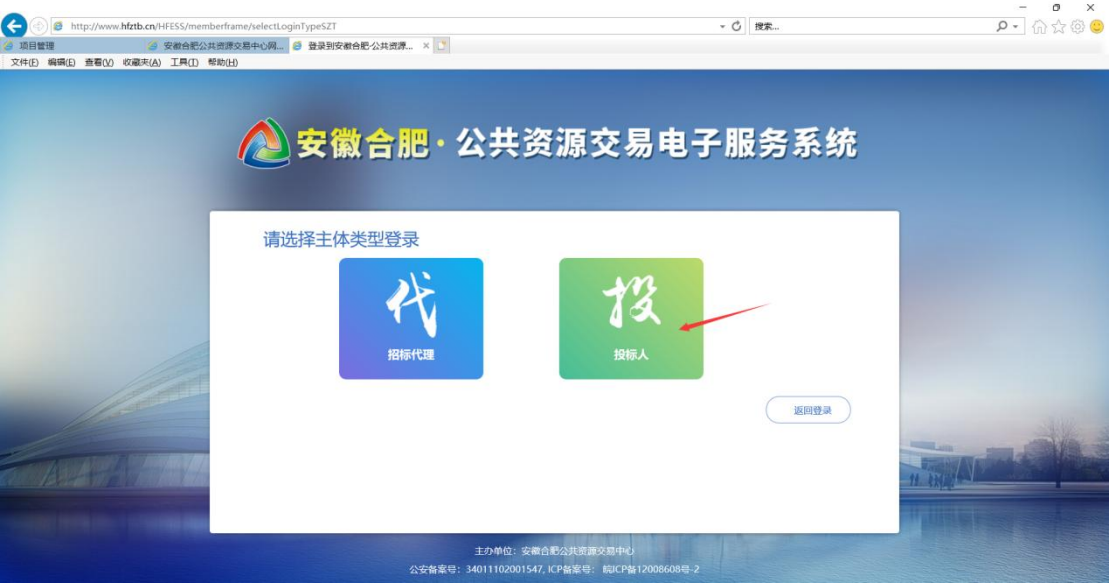 http://www.hfztb.cn/HFESS/memberframe/selectLoginTypeSZT
搜索...
项目管理
安徽合肥公共资源交易中心网...
登录到安徽合肥·公共资源...
文件(F) 编辑(E) 查看(V) 收藏夹(A) 工具(T) 帮助(H)
安徽合肥·公共资源交易电子服务系统
请选择主体类型登录
代
招标代理
投
投标人
返回登录
主办单位：安徽合肥公共资源交易中心
公安备案号：34011102001547, ICP备案号： 皖ICP备12008608号-2